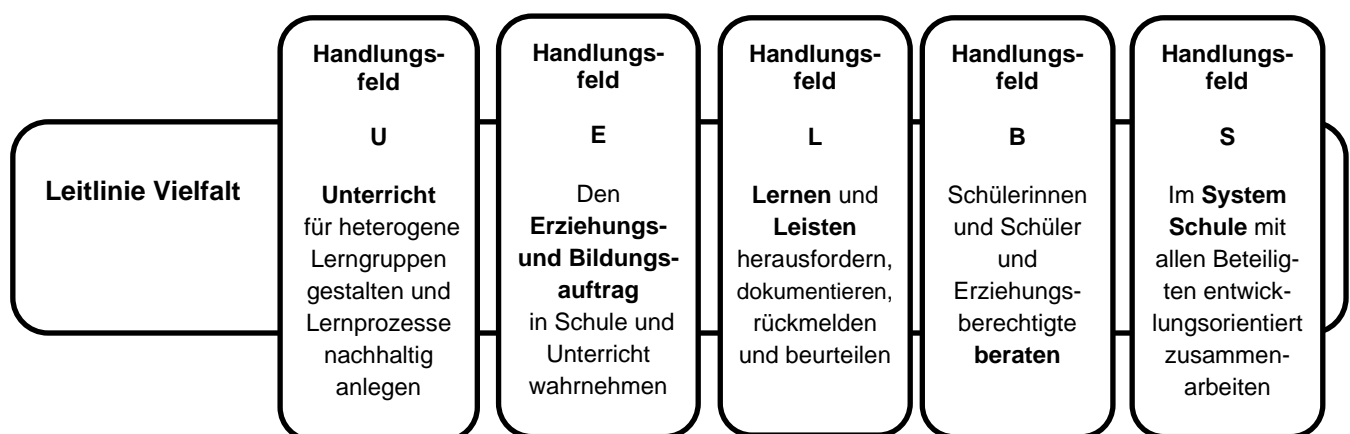 Leitlinie Vielfalt
Handlungs-
feld
U
Unterricht
für heterogene
Lerngruppen
gestalten und
Lernprozesse
nachhaltig
anlegen
Handlungs-
feld
E
Den
Erziehungs-
und Bildungs-
auftrag
in Schule und
Unterricht
wahrnehmen
Handlungs-
feld
L
Lernen und
Leisten
herausfordern,
dokumentieren,
rückmelden
und beurteilen
Handlungs-
feld
B
Schülerinnen
und Schüler
und
Erziehungs-
berechtigte
beraten
Handlungs-
feld
S
Im System
Schule mit
allen Beteilig-
ten entwick-
lungsorientiert
zusammen-
arbeiten